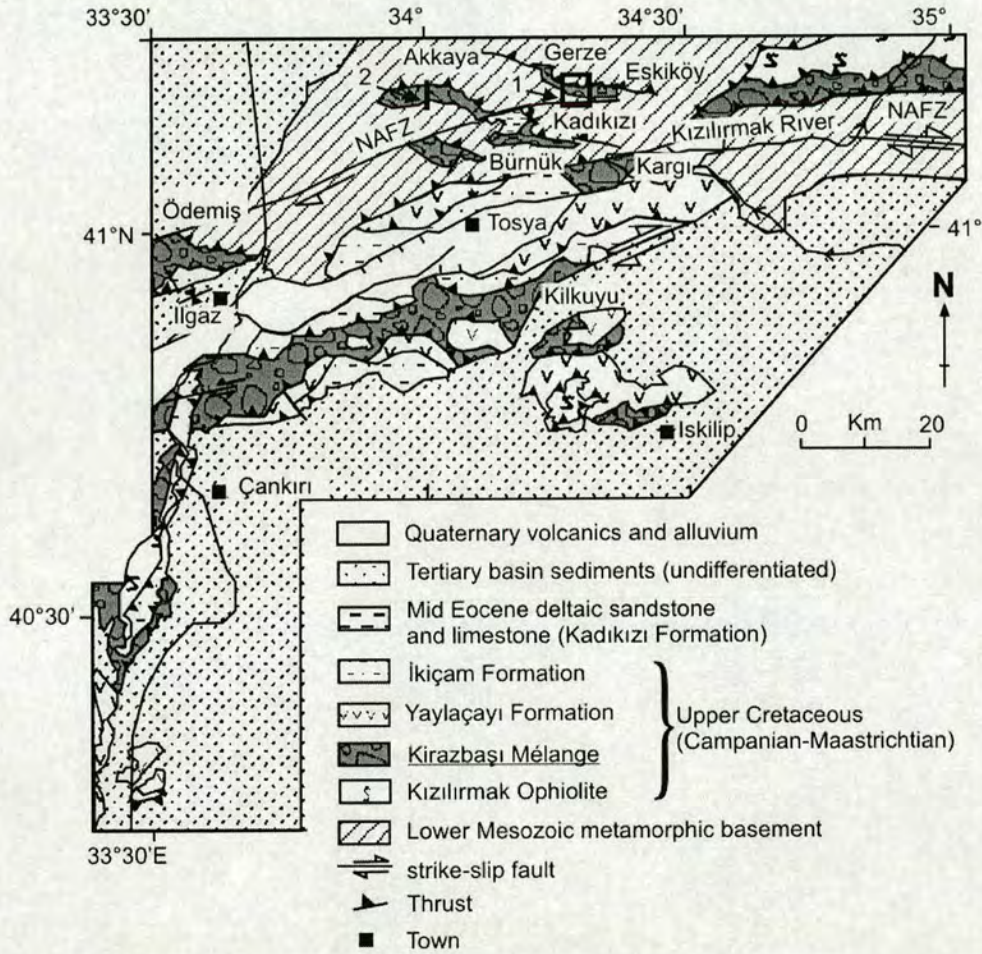 33°30'
34°
34°30'
35°
Akkaya
Gerze
2
1
Eskiköy
NAFZ
Kadıkızı
NAFZ
Kızılırmak River
Bürnük
Kargı
Ödemiş
Tosya
41°N
41°
Ilgaz
Kilkuyu
N
Iskilip
0 Km 20
Çankırı
40°30'
33°30'E
Quaternary volcanics and alluvium
Tertiary basin sediments (undifferentiated)
Mid Eocene deltaic sandstone
and limestone (Kadıkızı Formation)
İkiçam Formation
Yaylaçayı Formation
Kirazbaşı Mélange
Kızılırmak Ophiolite
Upper Cretaceous
(Campanian-Maastrichtian)
Lower Mesozoic metamorphic basement
strike-slip fault
Thrust
Town